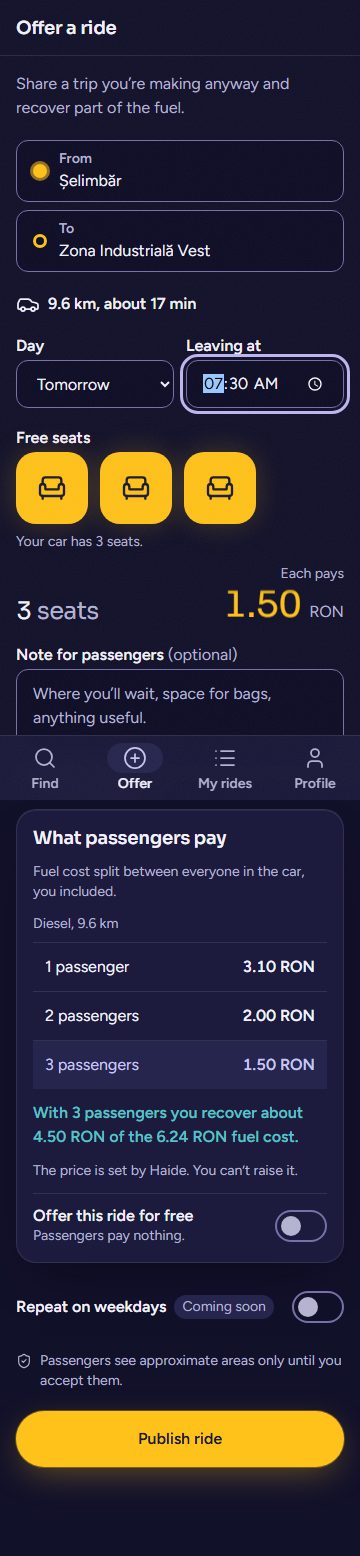 Offer a ride
Share a trip you’re making anyway and
recover part of the fuel.
From
Șelimbăr
To
Zona Industrială Vest
9.6 km, about 17 min
Day
Leaving at
Tomorrow
07:30 AM
Free seats
Your car has 3 seats.
Each pays
3 seats
1.50 RON
Note for passengers (optional)
Where you’ll wait, space for bags,
anything useful.
Find
Offer
My rides
Profile
What passengers pay
Fuel cost split between everyone in the car,
you included.
Diesel, 9.6 km
1 passenger 3.10 RON
2 passengers 2.00 RON
3 passengers 1.50 RON
With 3 passengers you recover about
4.50 RON of the 6.24 RON fuel cost.
The price is set by Haide. You can’t raise it.
Offer this ride for free
Passengers pay nothing.
Repeat on weekdays Coming soon
Passengers see approximate areas only until you
accept them.
Publish ride